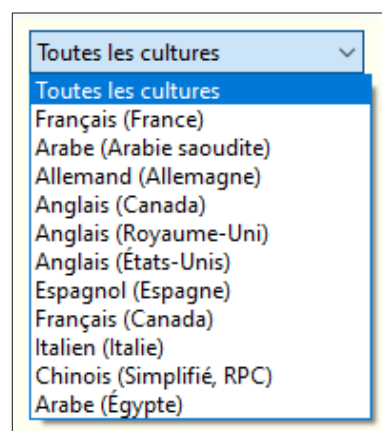 Toutes les cultures
Toutes les cultures
Français (France)
Arabe (Arabie saoudite)
Allemand (Allemagne)
Anglais (Canada)
Anglais (Royaume-Uni)
Anglais (États-Unis)
Espagnol (Espagne)
Français (Canada)
Italien (Italie)
Chinois (Simplifié, RPC)
Arabe (Égypte)